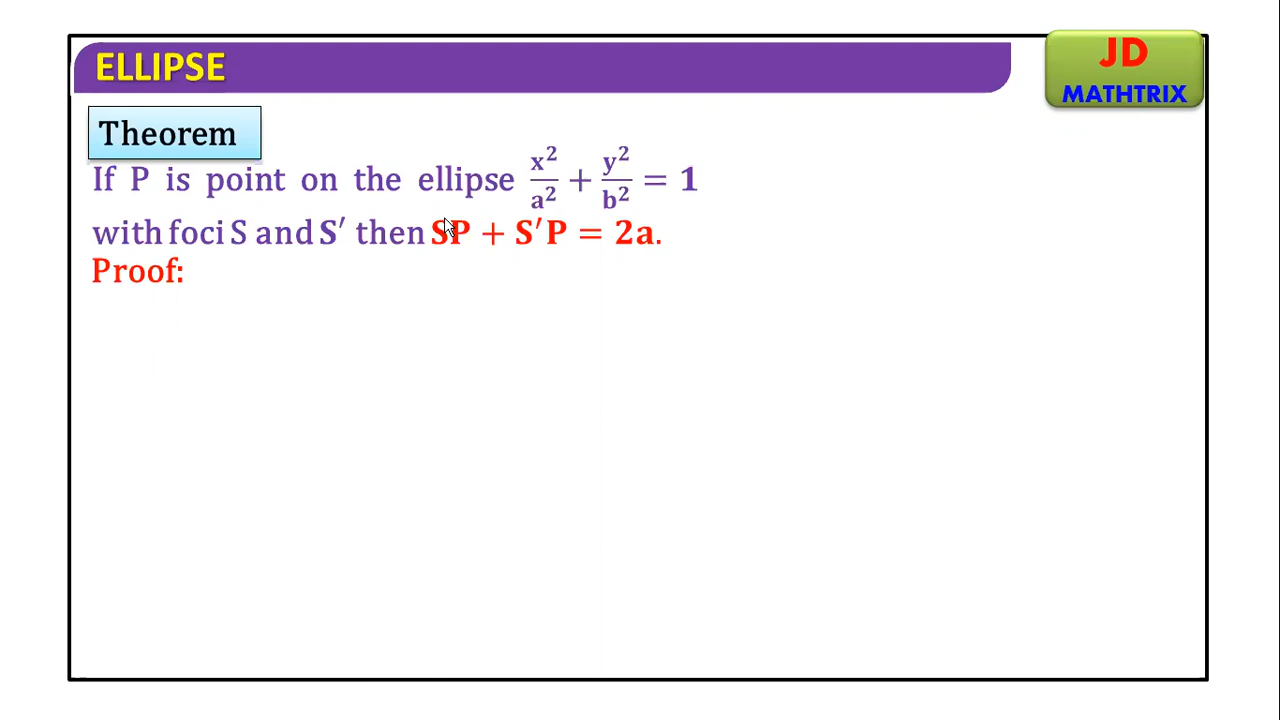 ELLIPSE
JD
MATHTRIX
Theorem
If P is point on the ellipse x²/a² + y²/b² = 1
with foci S and S′ then SP + S′P = 2a.
Proof: